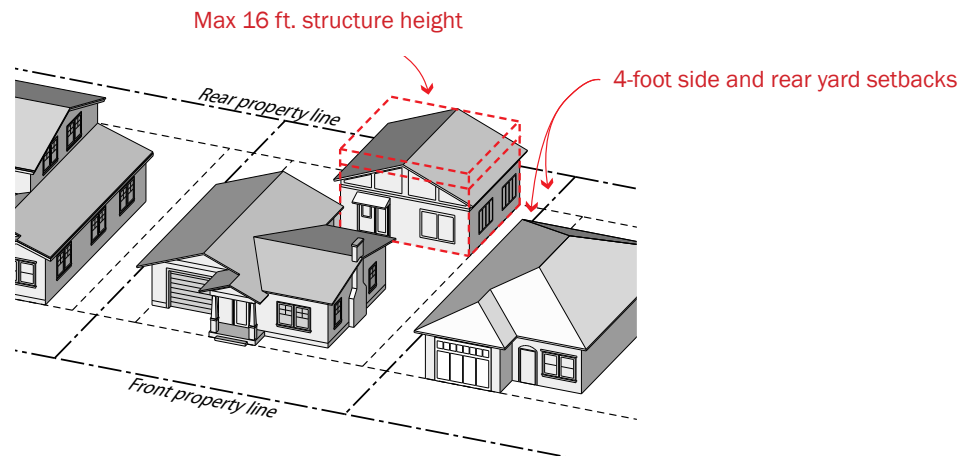 Max 16 ft. structure height
4-foot side and rear yard setbacks
Rear property line
Front property line